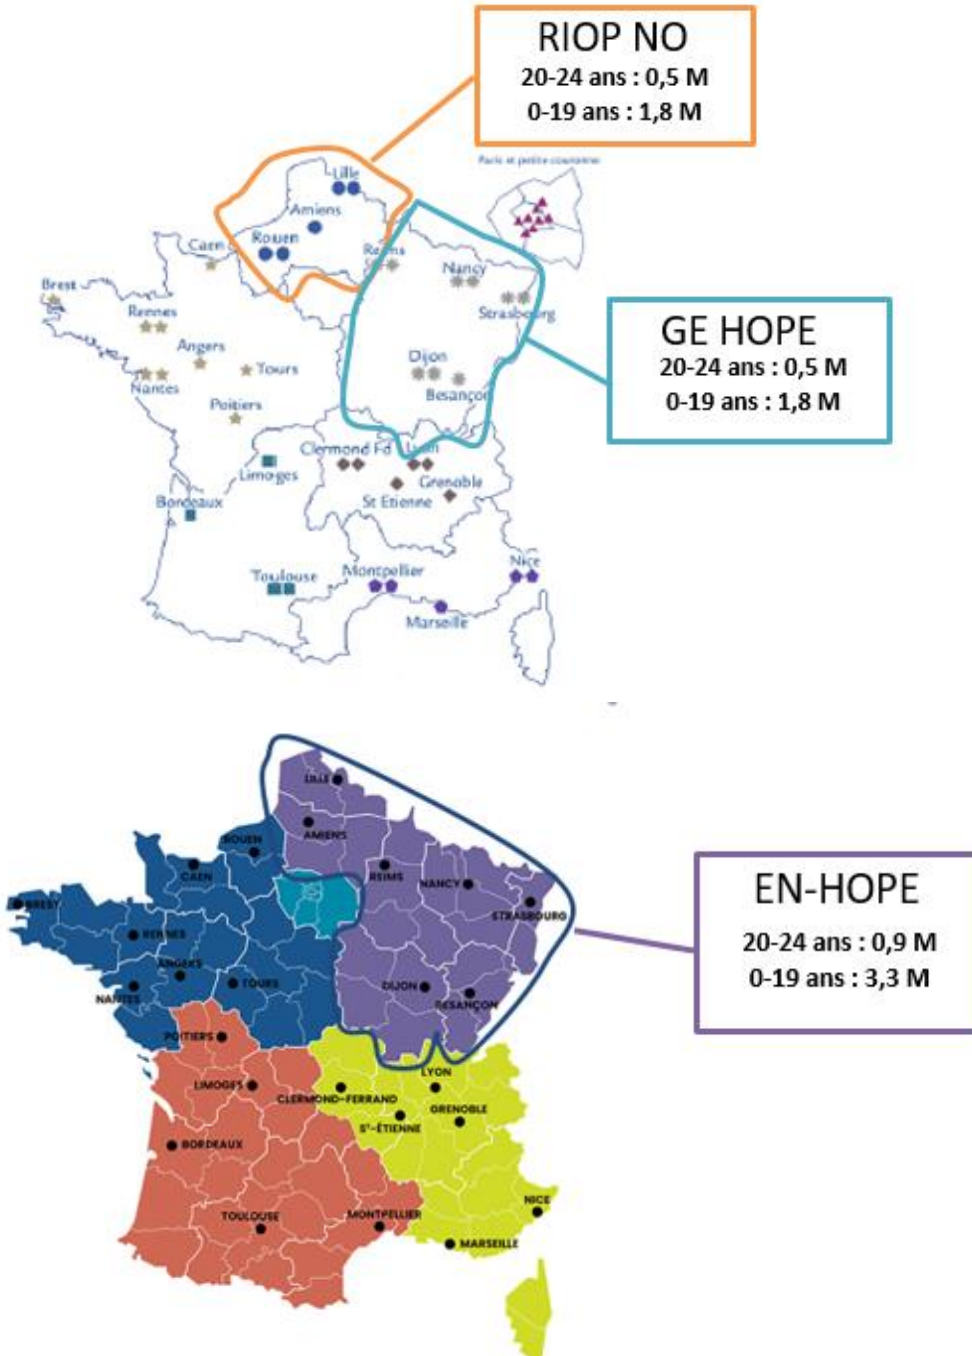 RIOP NO
20-24 ans : 0,5 M
0-19 ans : 1,8 M
Paris et petite couronne
Lille
Amiens
Rouen
Caen
Reims
Nancy
Strasbourg
Brest
Rennes
Angers
Nantes
Tours
Poitiers
Dijon
Besançon
GE HOPE
20-24 ans : 0,5 M
0-19 ans : 1,8 M
Clermond Fd
Lyon
Limoges
Grenoble
St Etienne
Bordeaux
Toulouse
Montpellier
Nice
Marseille
LILLE
AMIENS
ROUEN
CAEN
REIMS
NANCY
STRASBOURG
BREST
RENNES
ANGERS
NANTES
TOURS
DIJON
BESANÇON
EN-HOPE
20-24 ans : 0,9 M
0-19 ans : 3,3 M
POITIERS
LIMOGES
CLERMOND-FERRAND
LYON
GRENOBLE
Sᵗ-ÉTIENNE
BORDEAUX
TOULOUSE
MONTPELLIER
NICE
MARSEILLE